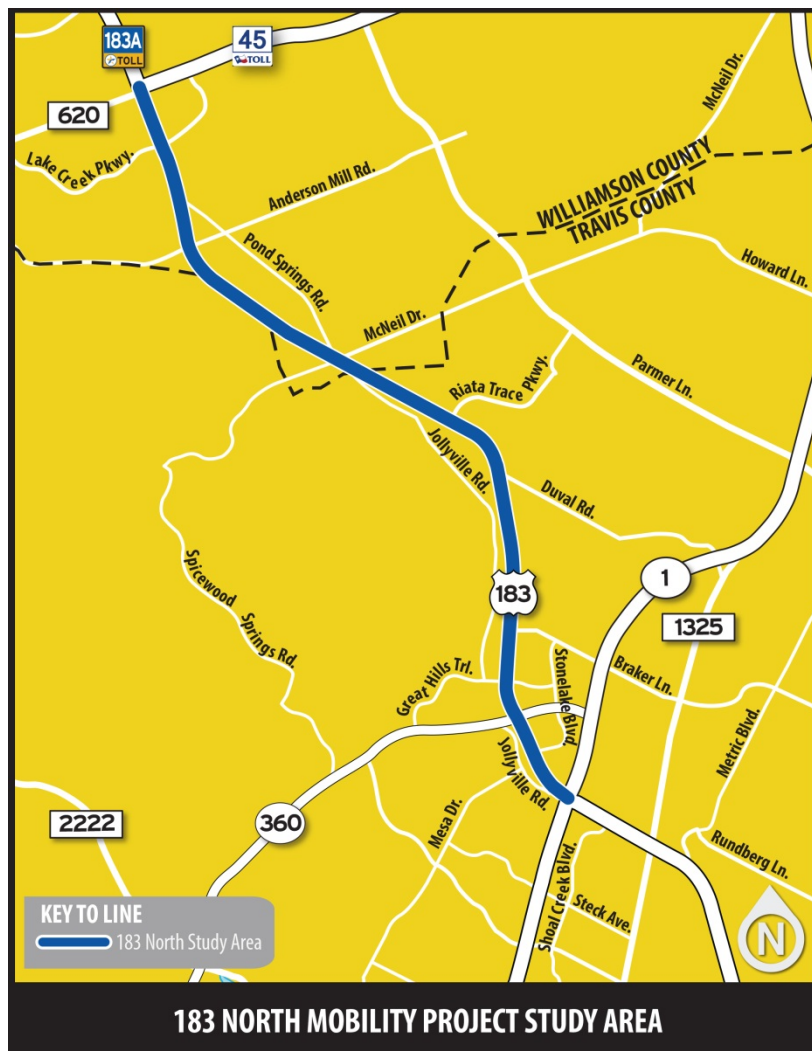 183A
TOLL
45
TOLL
620
Lake Creek Pkwy.
Anderson Mill Rd.
McNeil Dr.
WILLIAMSON COUNTY
TRAVIS COUNTY
Pond Springs Rd.
Howard Ln.
McNeil Dr.
Riata Trace Pkwy.
Parmer Ln.
Jollyville Rd.
Duval Rd.
Spicewood Springs Rd.
183
1
1325
Great Hills Trl.
Stonelake Blvd.
Braker Ln.
Metric Blvd.
Jollyville Rd.
2222
360
Mesa Dr.
Shoal Creek Blvd.
Steck Ave.
Rundberg Ln.
KEY TO LINE
183 North Study Area
N
183 NORTH MOBILITY PROJECT STUDY AREA